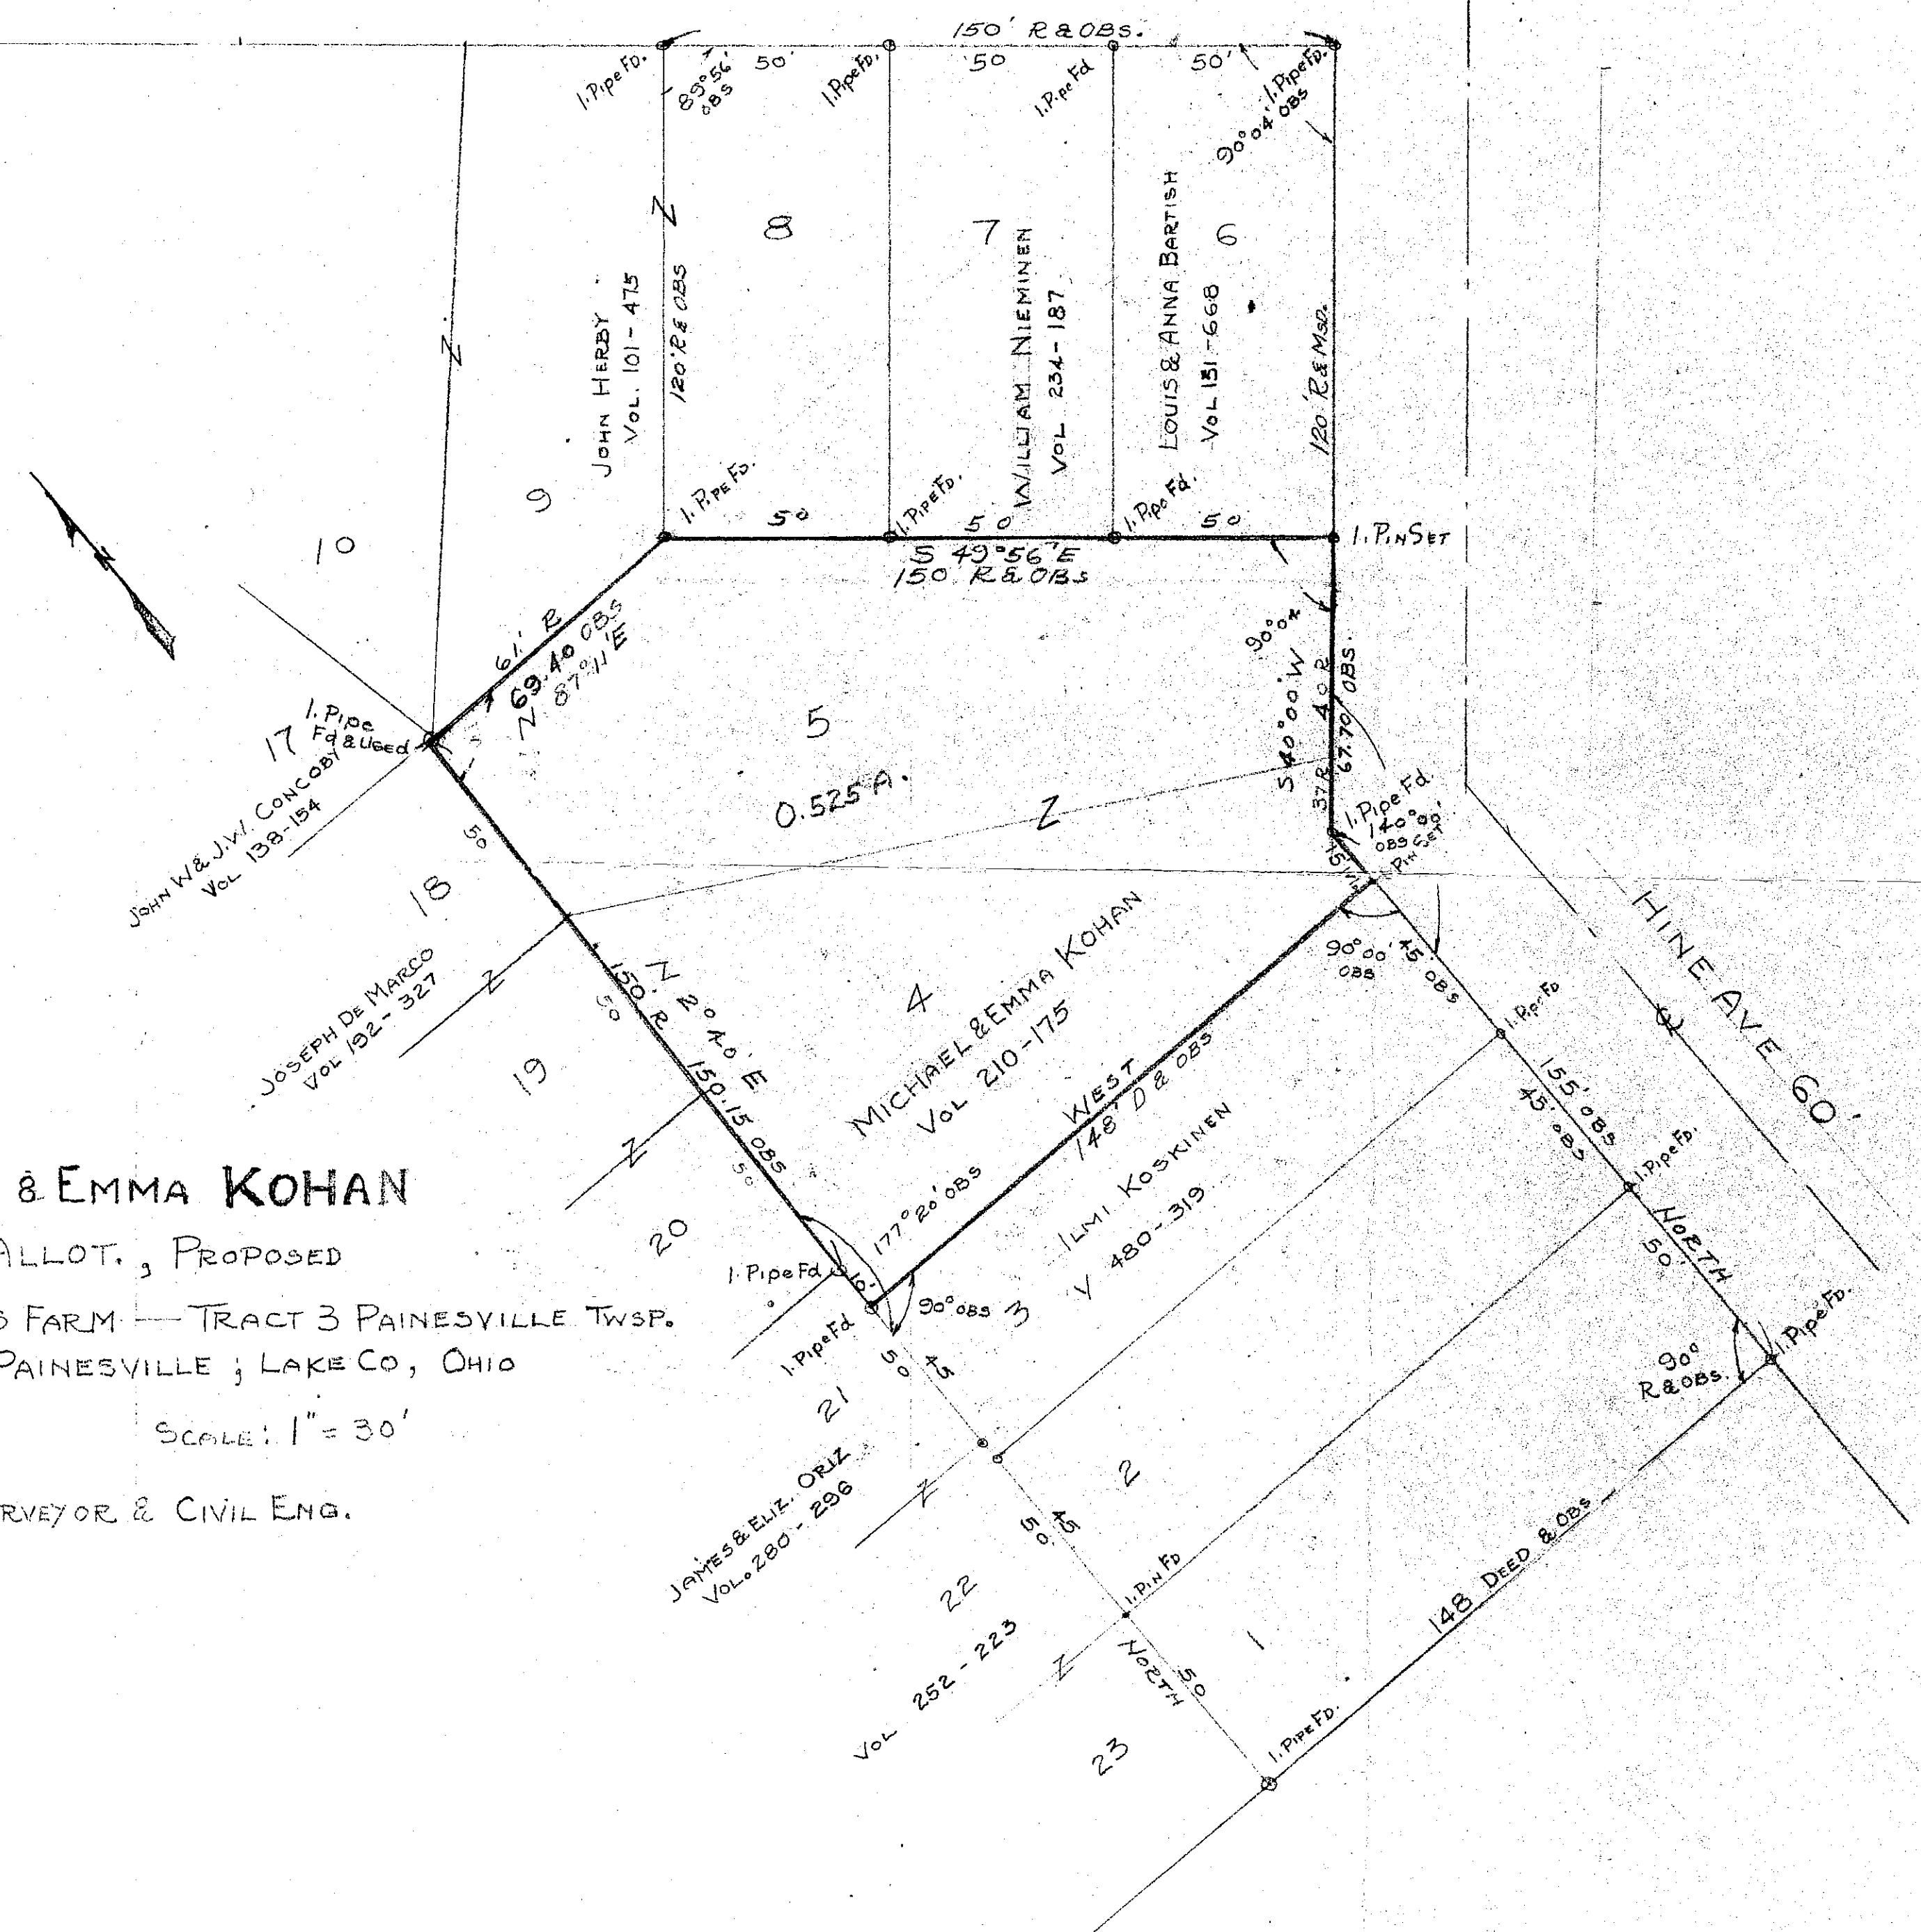 150' R & OBS.
50'
50
50'
1. Pipe FD.
89°56'
OBS
1. Pipe FD.
1. Pipe Fd
1. Pipe FD.
90°04' OBS
8
7
6
JOHN HERBY
VOL. 101-475
120' R & OBS
WILLIAM NIEMINEN
VOL 234-187
LOUIS & ANNA BARTISH
VOL 131-668
120' R & MSD.
9
10
1. PIPE FD.
1. PIPE FD.
1. Pipe Fd.
1. PIN SET
50
50
50
S 49°56' E
150' R & OBS
61' R
69.40 OBS
N 87°11' E
90°04
S 40°00' W
37 R 40 R
67.70 OBS.
5
0.525 A.
1. Pipe
Fd & Used
17
JOHN W & J.W. CONCOBY
VOL 138-154
1. Pipe Fd
140°00'
OBS
PIN SET
50
18
JOSEPH DE MARCO
VOL 192-327
N 2°40' E
150' R
150.15 OBS
50
50
19
20
4
MICHAEL & EMMA KOHAN
VOL 210-175
WEST
148' D & OBS
90°00'
OBS
45 OBS
HINE AVE 60'
1. Pipe FD
155' OBS
45' OBS
1. Pipe FD.
NORTH
50'
1. Pipe FD.
90°
R & OBS.
177°20' OBS
ILMI KOSKINEN
V 480-319
3
90° OBS
1. Pipe Fd
10'
1. Pipe Fd
& EMMA KOHAN
ALLOT., PROPOSED
FARM — TRACT 3 PAINESVILLE TWSP.
PAINESVILLE; LAKE CO, OHIO
SCALE: 1" = 30'
RVEYOR & CIVIL ENG.
50
45
21
JAMES & ELIZ. ORIZ
VOL. 280-296
2
50.
45
22
VOL 252-223
1. PIN FD
NORTH
50
1
148 DEED & OBS
23
1. PIPE FD.